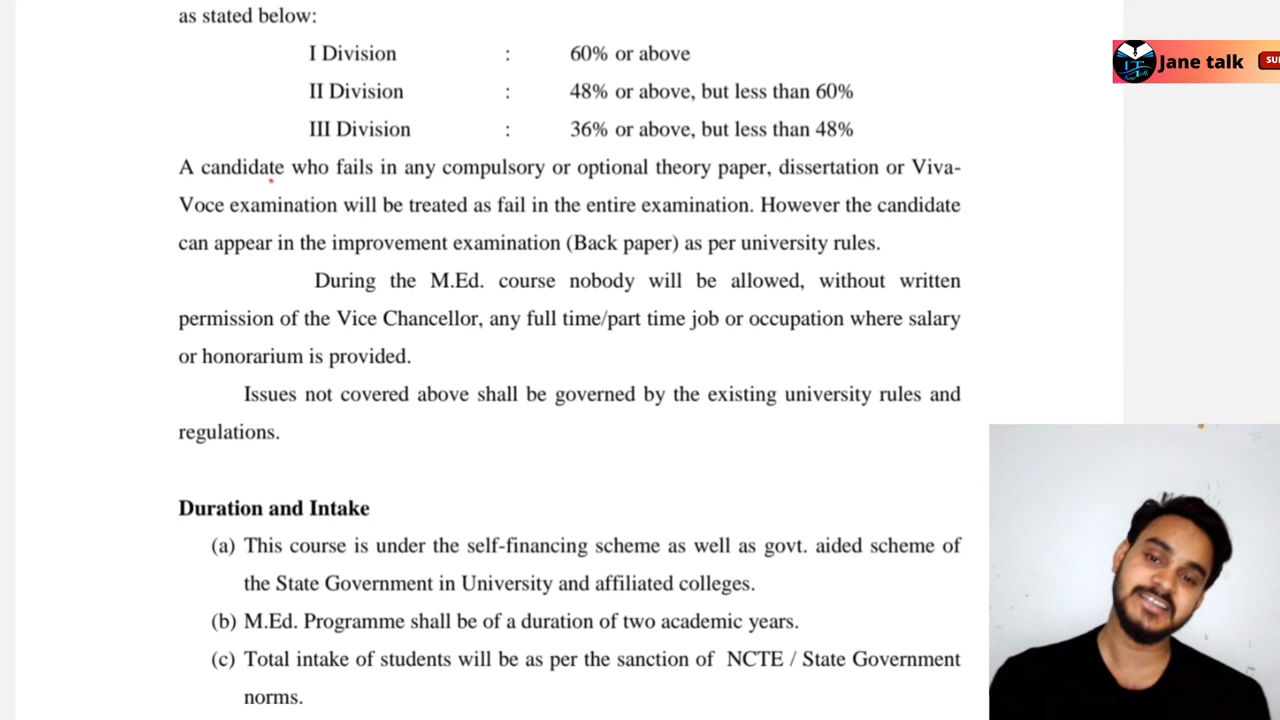 as stated below:
I Division : 60% or above
II Division : 48% or above, but less than 60%
III Division : 36% or above, but less than 48%
A candidate who fails in any compulsory or optional theory paper, dissertation or Viva-
Voce examination will be treated as fail in the entire examination. However the candidate
can appear in the improvement examination (Back paper) as per university rules.
During the M.Ed. course nobody will be allowed, without written
permission of the Vice Chancellor, any full time/part time job or occupation where salary
or honorarium is provided.
Issues not covered above shall be governed by the existing university rules and
regulations.
Duration and Intake
(a) This course is under the self-financing scheme as well as govt. aided scheme of
the State Government in University and affiliated colleges.
(b) M.Ed. Programme shall be of a duration of two academic years.
(c) Total intake of students will be as per the sanction of NCTE / State Government
norms.
Jane talk